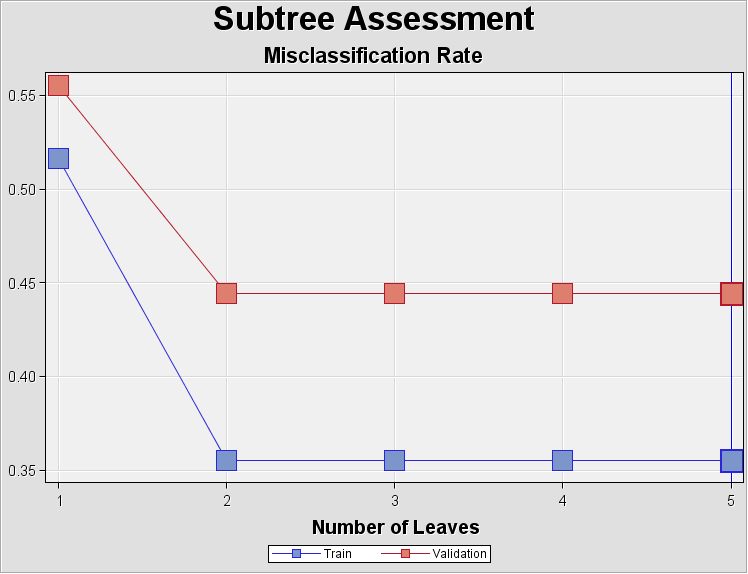 Subtree Assessment
Misclassification Rate
0.55
0.50
0.45
0.40
0.35
1 2 3 4 5
Number of Leaves
Train Validation